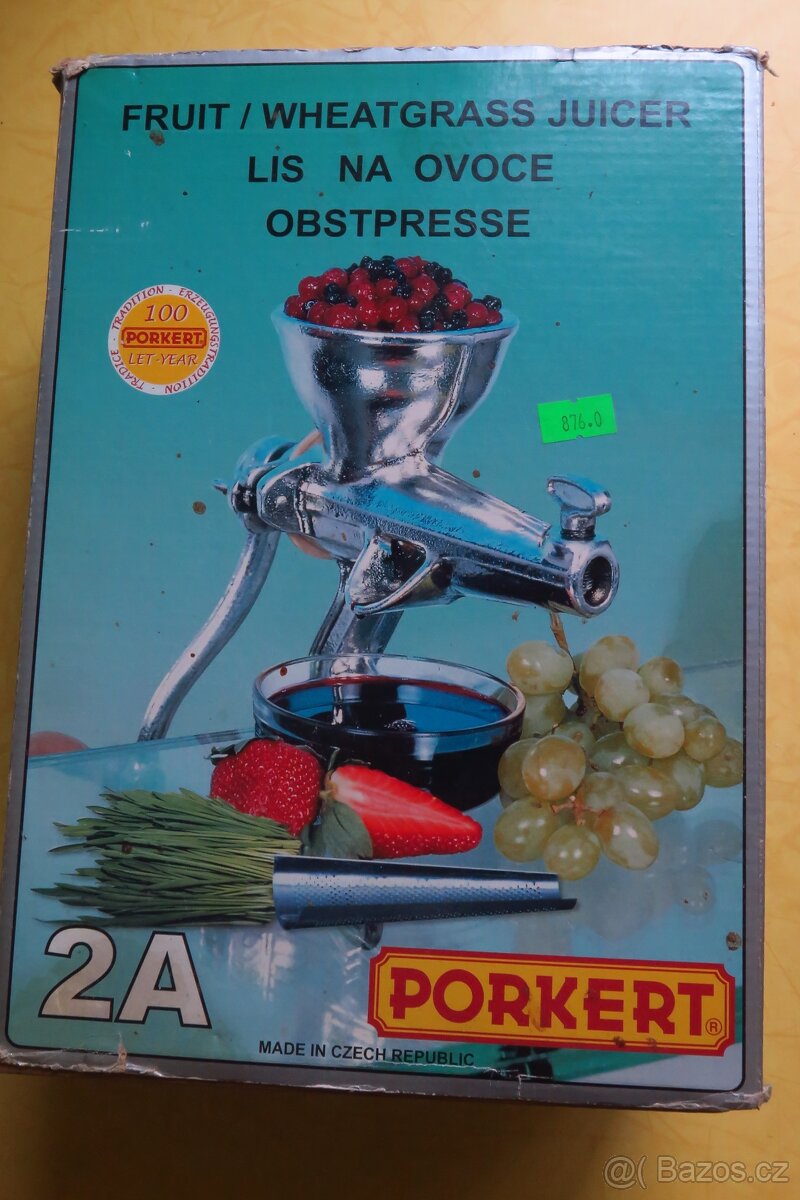 FRUIT / WHEATGRASS JUICER
LIS NA OVOCE
OBSTPRESSE
TRADICE · TRADITION · ERZEUGUNGSTRADITION ·
100
PORKERT
LET-YEAR
876.0
2A
PORKERT®
MADE IN CZECH REPUBLIC
@( Bazos.cz